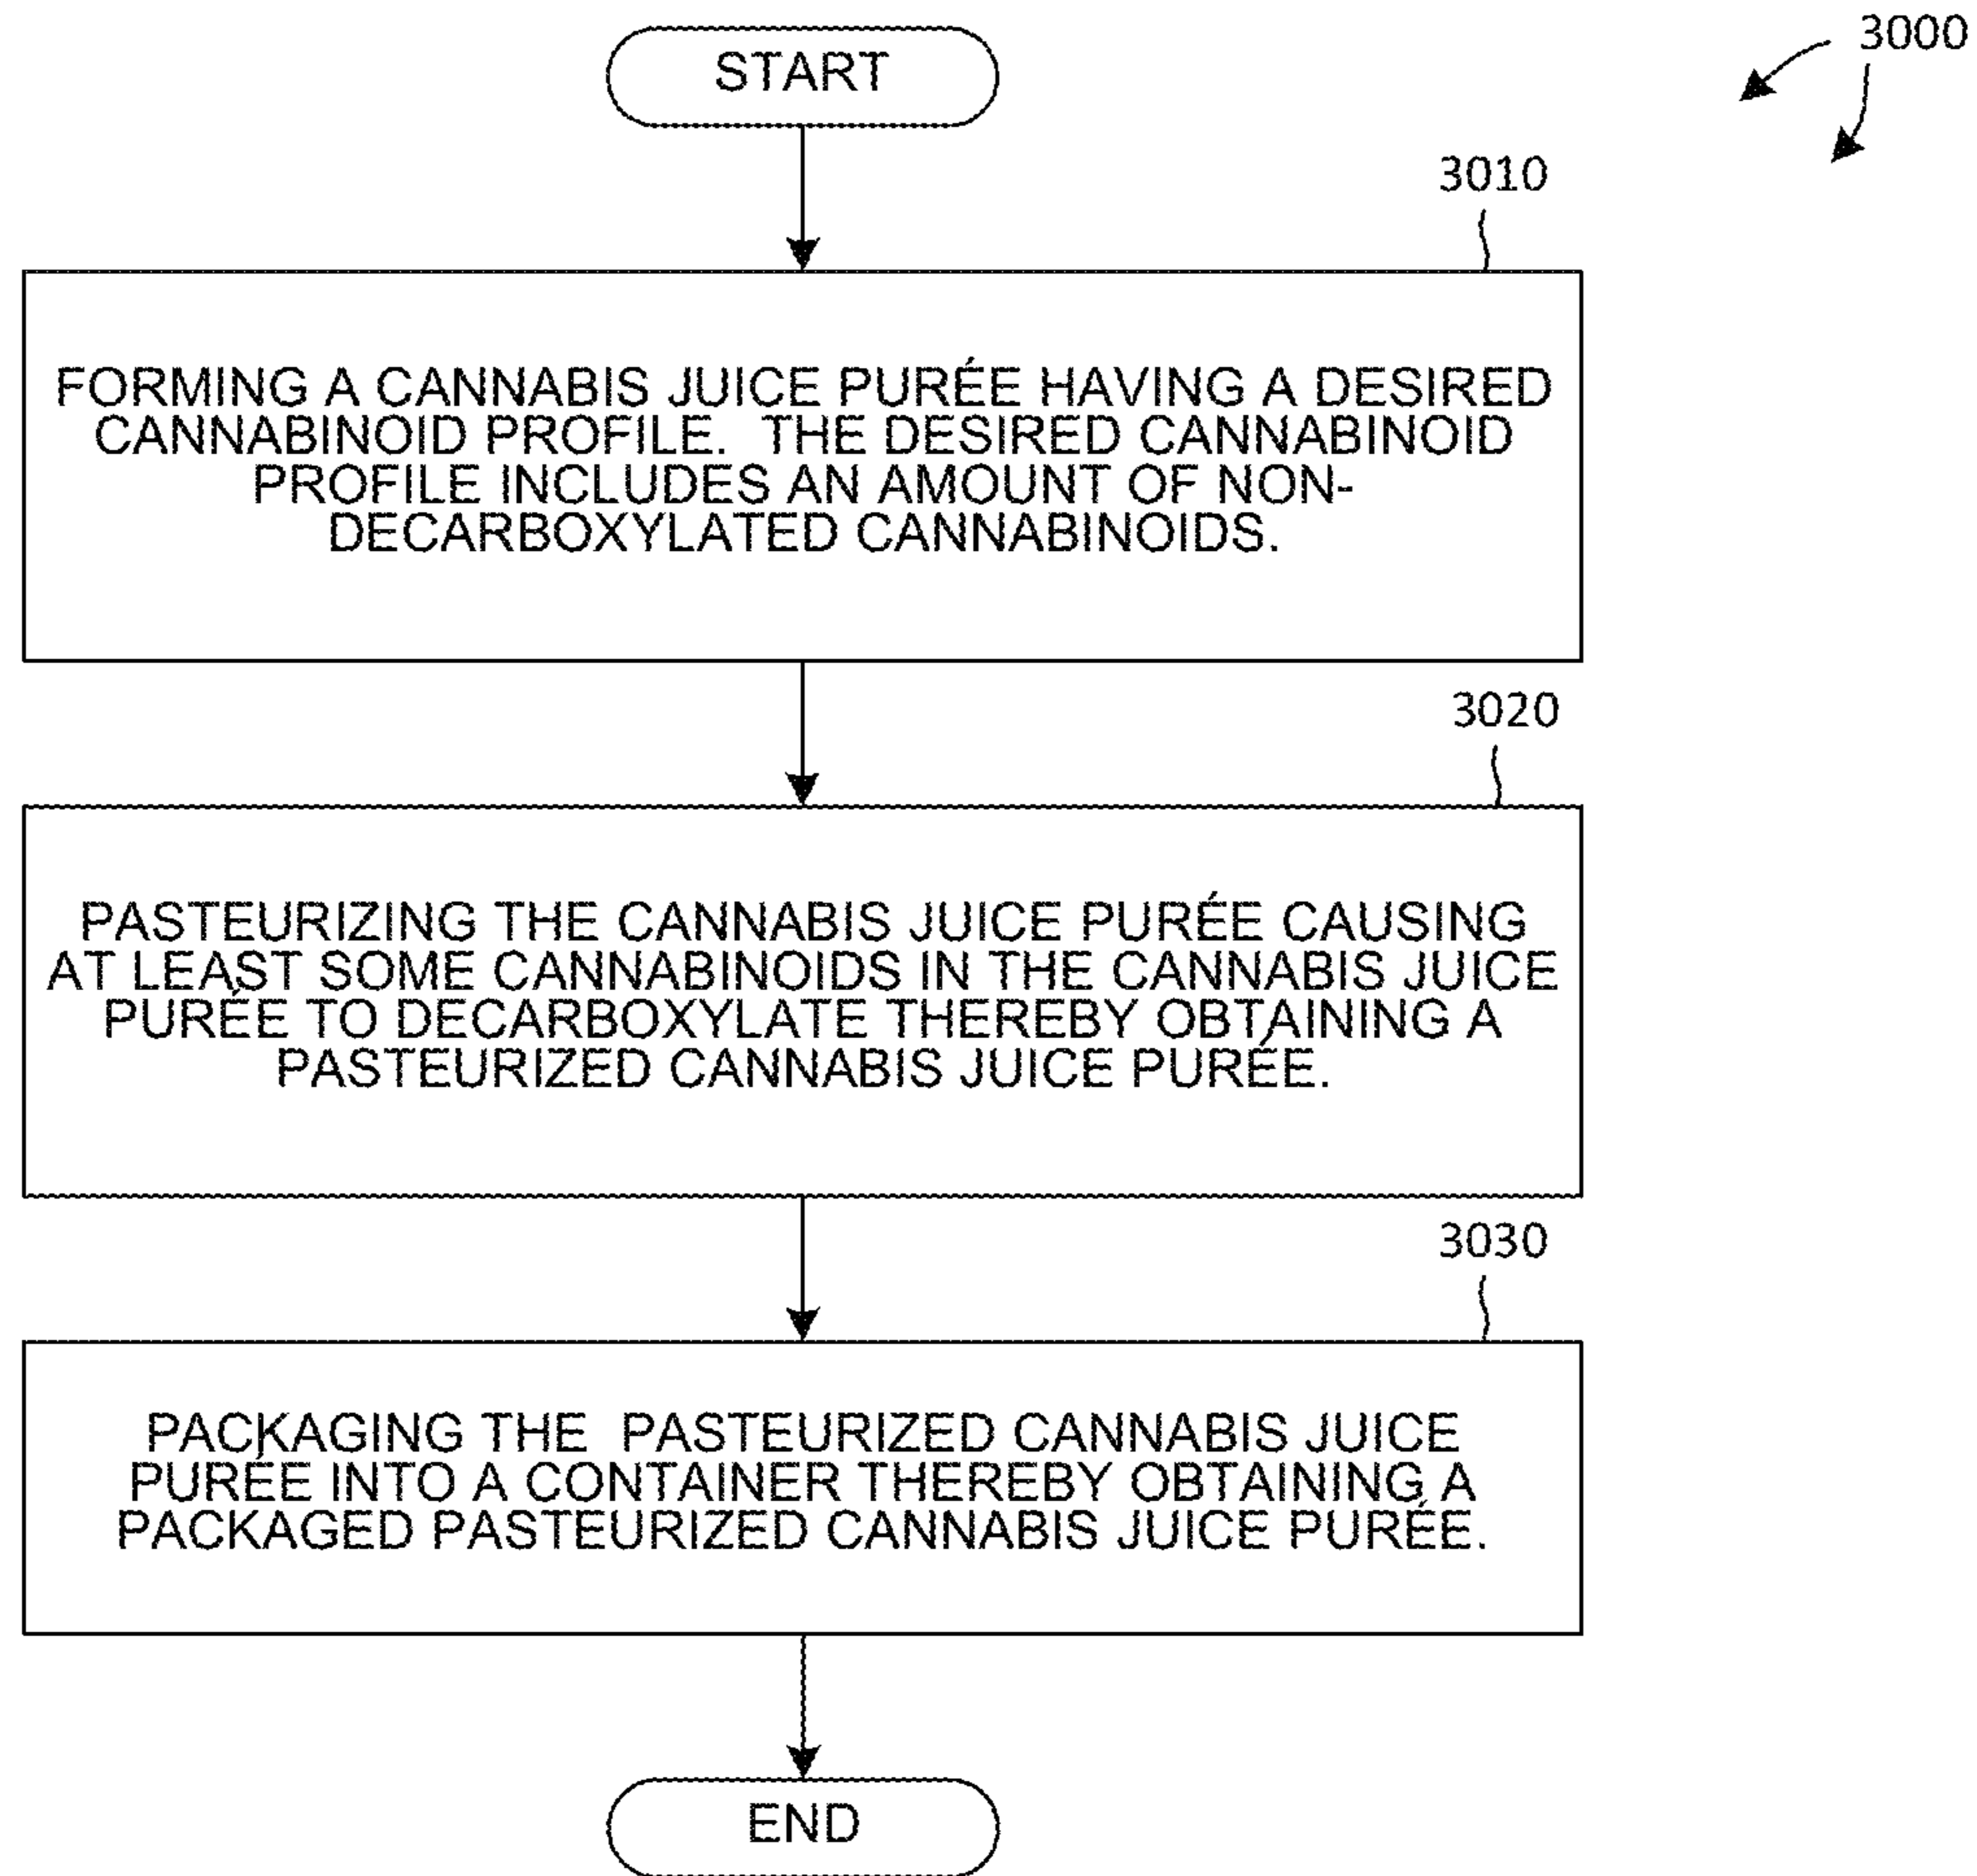 START
3000
3010
FORMING A CANNABIS JUICE PURÉE HAVING A DESIRED
CANNABINOID PROFILE. THE DESIRED CANNABINOID
PROFILE INCLUDES AN AMOUNT OF NON-
DECARBOXYLATED CANNABINOIDS.
3020
PASTEURIZING THE CANNABIS JUICE PURÉE CAUSING
AT LEAST SOME CANNABINOIDS IN THE CANNABIS JUICE
PURÉE TO DECARBOXYLATE THEREBY OBTAINING A
PASTEURIZED CANNABIS JUICE PURÉE.
3030
PACKAGING THE PASTEURIZED CANNABIS JUICE
PURÉE INTO A CONTAINER THEREBY OBTAINING A
PACKAGED PASTEURIZED CANNABIS JUICE PURÉE.
END